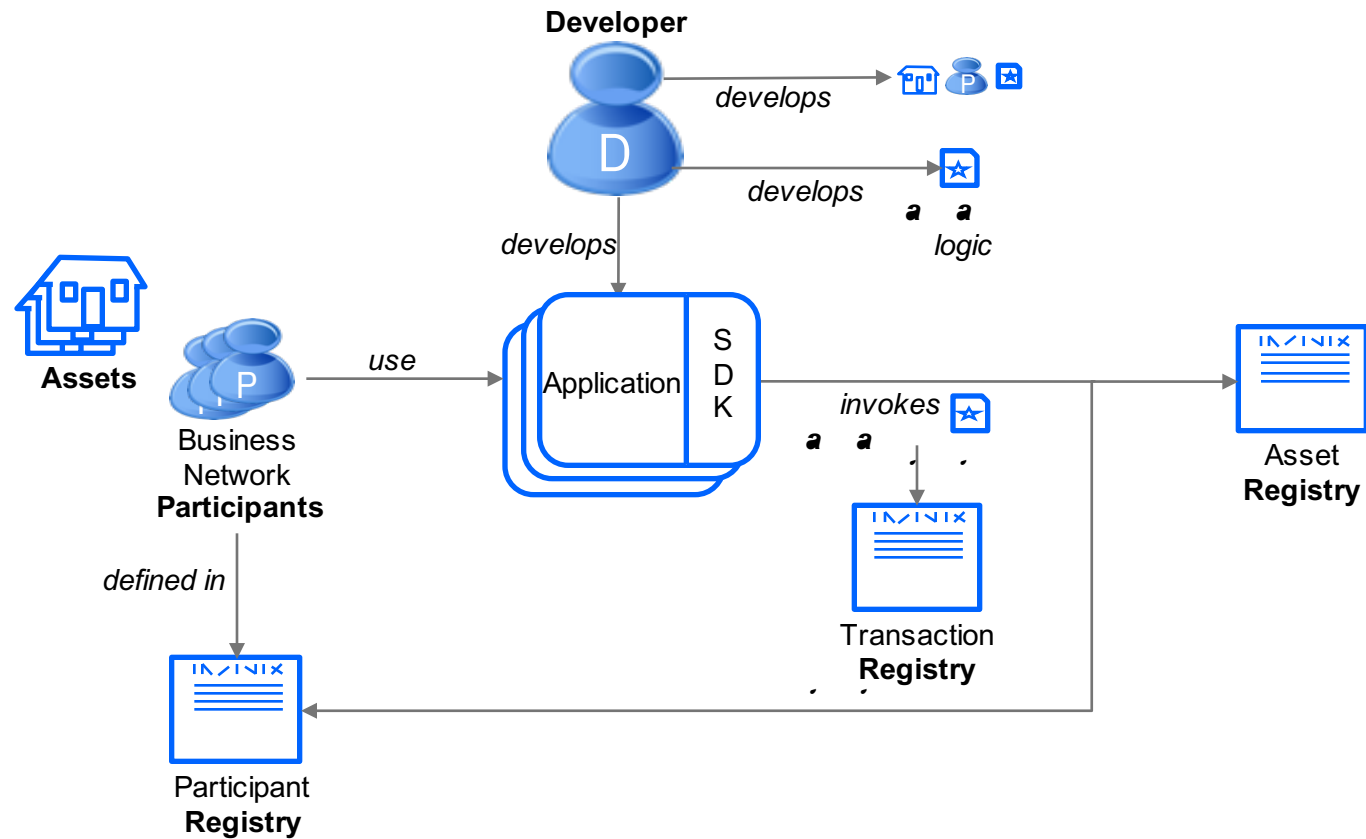 Developer
D
develops
P
develops
logic
develops
Assets
P
Business
Network
Participants
use
Application
S
D
K
invokes
Asset
Registry
defined in
Transaction
Registry
Participant
Registry